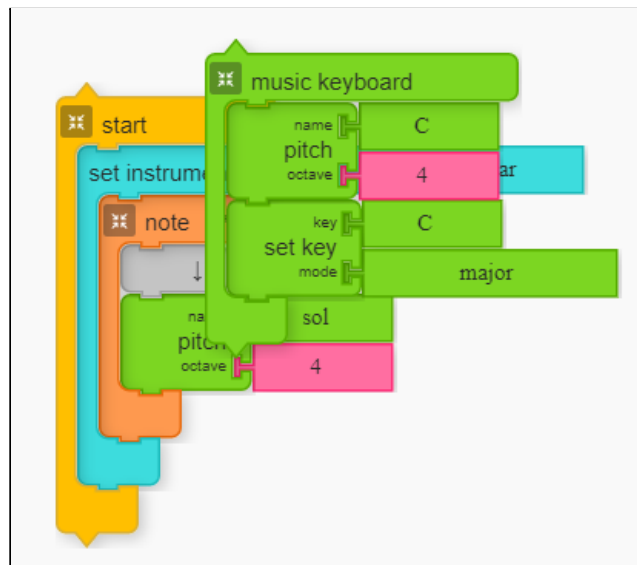 music keyboard
start
name C
pitch
octave 4
set instrume ar
key C
note
set key
mode major
↓
sol
pitch
octave 4